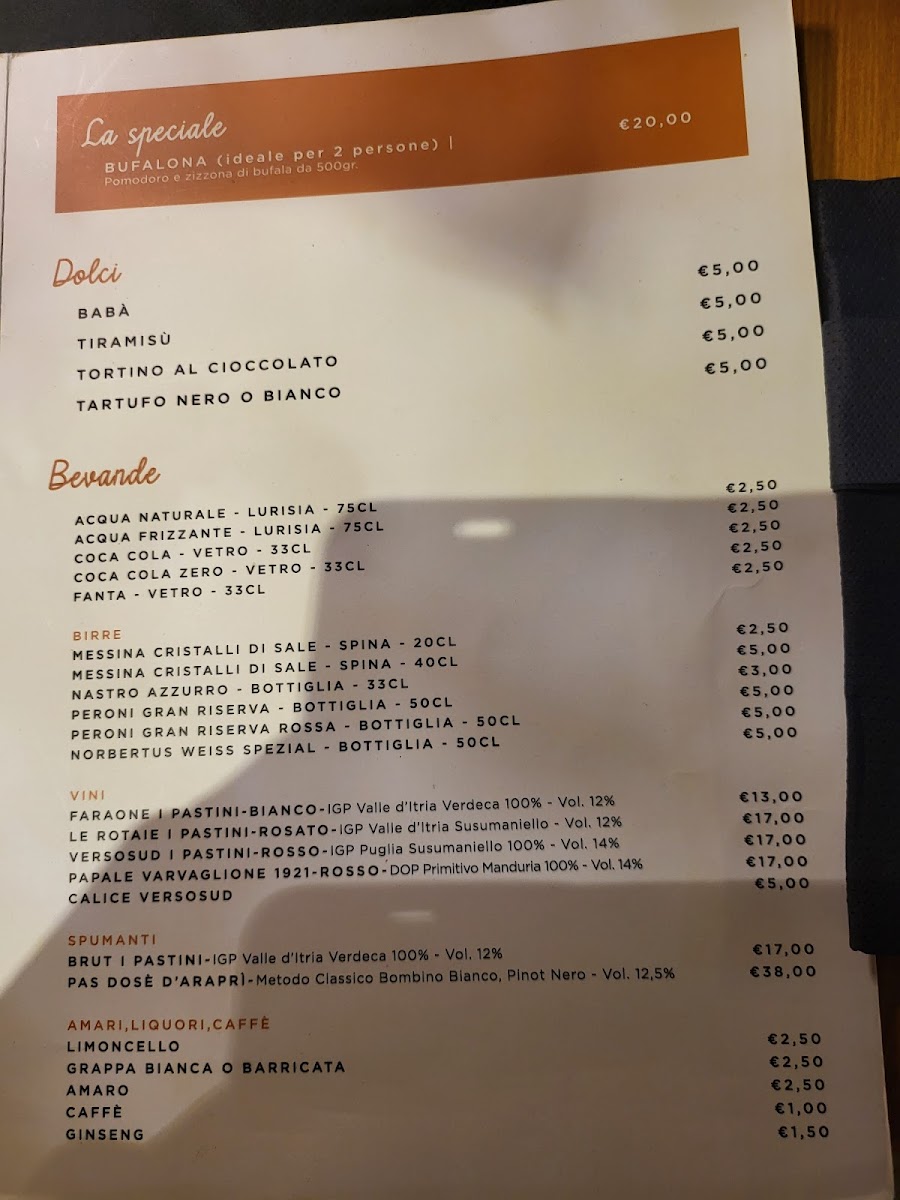 La speciale
BUFALONA (ideale per 2 persone) | €20,00
Pomodoro e zizzona di bufala da 500gr.
Dolci
BABÀ €5,00
TIRAMISÙ €5,00
TORTINO AL CIOCCOLATO €5,00
TARTUFO NERO O BIANCO €5,00
Bevande
ACQUA NATURALE - LURISIA - 75CL €2,50
ACQUA FRIZZANTE - LURISIA - 75CL €2,50
COCA COLA - VETRO - 33CL €2,50
COCA COLA ZERO - VETRO - 33CL €2,50
FANTA - VETRO - 33CL €2,50
BIRRE
MESSINA CRISTALLI DI SALE - SPINA - 20CL €2,50
MESSINA CRISTALLI DI SALE - SPINA - 40CL €5,00
NASTRO AZZURRO - BOTTIGLIA - 33CL €3,00
PERONI GRAN RISERVA - BOTTIGLIA - 50CL €5,00
PERONI GRAN RISERVA ROSSA - BOTTIGLIA - 50CL €5,00
NORBERTUS WEISS SPEZIAL - BOTTIGLIA - 50CL €5,00
VINI
FARAONE I PASTINI-BIANCO-IGP Valle d'Itria Verdeca 100% - Vol. 12% €13,00
LE ROTAIE I PASTINI-ROSATO-IGP Valle d'Itria Susumaniello - Vol. 12% €17,00
VERSOSUD I PASTINI-ROSSO-IGP Puglia Susumaniello 100% - Vol. 14% €17,00
PAPALE VARVAGLIONE 1921-ROSSO-DOP Primitivo Manduria 100% - Vol. 14% €17,00
CALICE VERSOSUD €5,00
SPUMANTI
BRUT I PASTINI-IGP Valle d'Itria Verdeca 100% - Vol. 12% €17,00
PAS DOSÈ D'ARAPRÌ-Metodo Classico Bombino Bianco, PInot Nero - Vol. 12,5% €38,00
AMARI,LIQUORI,CAFFÈ
LIMONCELLO €2,50
GRAPPA BIANCA O BARRICATA €2,50
AMARO €2,50
CAFFÈ €1,00
GINSENG €1,50